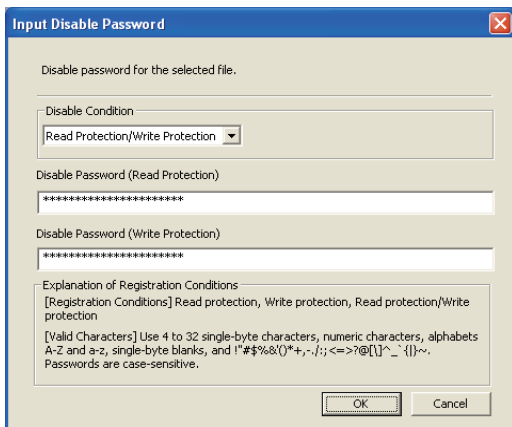 Input Disable Password
Disable password for the selected file.
Disable Condition
Read Protection/Write Protection
Disable Password (Read Protection)
**********************
Disable Password (Write Protection)
**********************
Explanation of Registration Conditions
[Registration Conditions] Read protection, Write protection, Read protection/Write
protection
[Valid Characters] Use 4 to 32 single-byte characters, numeric characters, alphabets
A-Z and a-z, single-byte blanks, and !"#$%&'()*+,-./:;<=>?@[\]^_`{|}~.
Passwords are case-sensitive.
OK Cancel